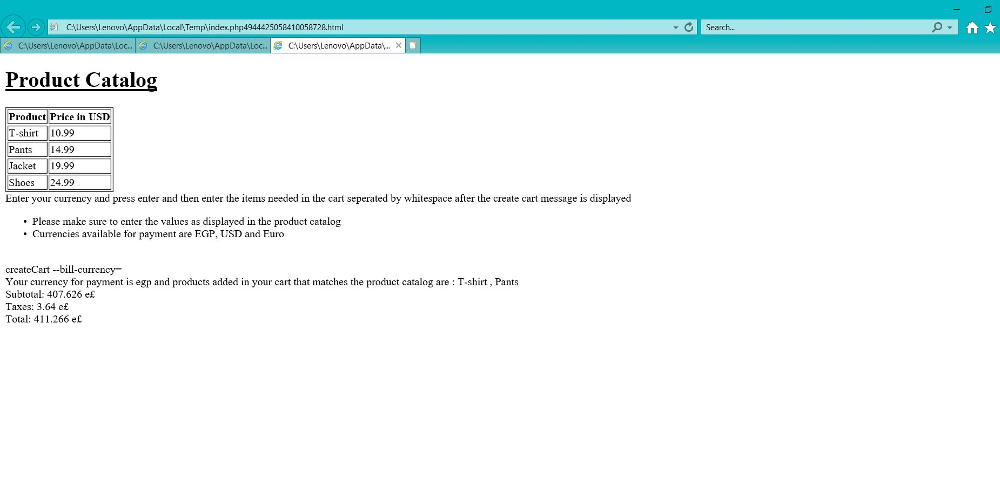 C:\Users\Lenovo\AppData\Local\Temp\index.php4944425058410058728.html
Search...
C:\Users\Lenovo\AppData\Loc...
C:\Users\Lenovo\AppData\Loc...
C:\Users\Lenovo\AppData\...
Product Catalog
Product Price in USD
T-shirt 10.99
Pants 14.99
Jacket 19.99
Shoes 24.99
Enter your currency and press enter and then enter the items needed in the cart seperated by whitespace after the create cart message is displayed
• Please make sure to enter the values as displayed in the product catalog
• Currencies available for payment are EGP, USD and Euro
createCart --bill-currency=
Your currency for payment is egp and products added in your cart that matches the product catalog are : T-shirt , Pants
Subtotal: 407.626 e£
Taxes: 3.64 e£
Total: 411.266 e£